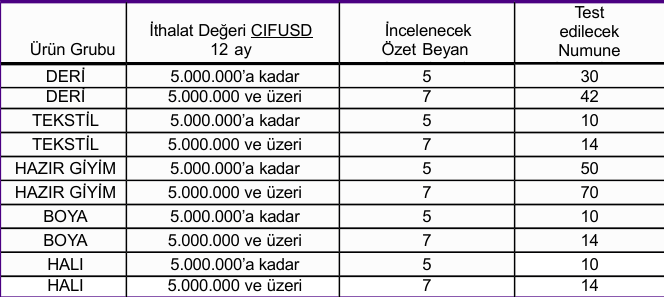 Ürün Grubu İthalat Değeri CIFUSD 12 ay İncelenecek Özet Beyan Test edilecek Numune
DERİ 5.000.000’a kadar 5 30
DERİ 5.000.000 ve üzeri 7 42
TEKSTİL 5.000.000’a kadar 5 10
TEKSTİL 5.000.000 ve üzeri 7 14
HAZIR GİYİM 5.000.000’a kadar 5 50
HAZIR GİYİM 5.000.000 ve üzeri 7 70
BOYA 5.000.000’a kadar 5 10
BOYA 5.000.000 ve üzeri 7 14
HALI 5.000.000’a kadar 5 10
HALI 5.000.000 ve üzeri 7 14